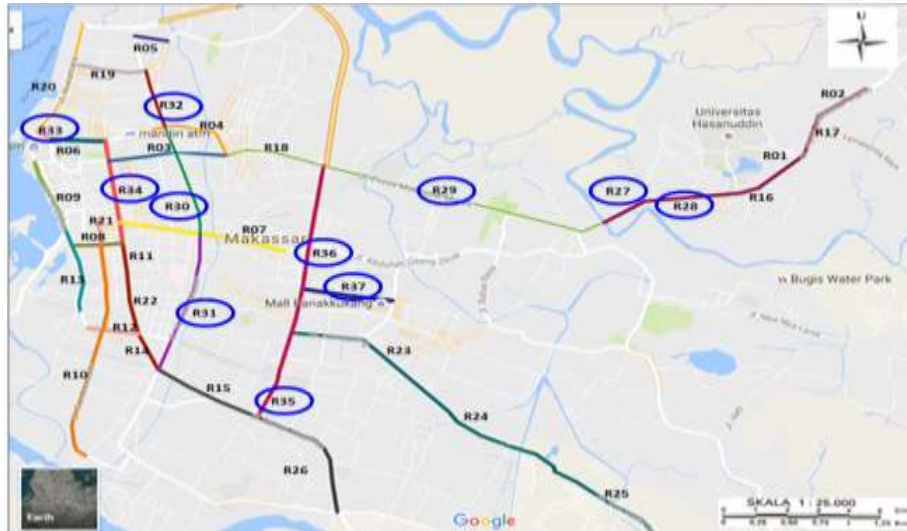 U
R05
R02
R19
R20
R32
Universitas
Hasanuddin
R17
R33
mandiri atm
R04
R06
R03
R18
R01
R34
R29
R27
R28
R16
R09
R30
R21
R07
R08
Makassar
R11
R36
R13
R37
Bugis Water Park
Mall Panakkukang
R22
R31
R12
R14
R23
R10
R15
R35
R24
R26
R25
Earth
Google
SKALA 1 : 25.000